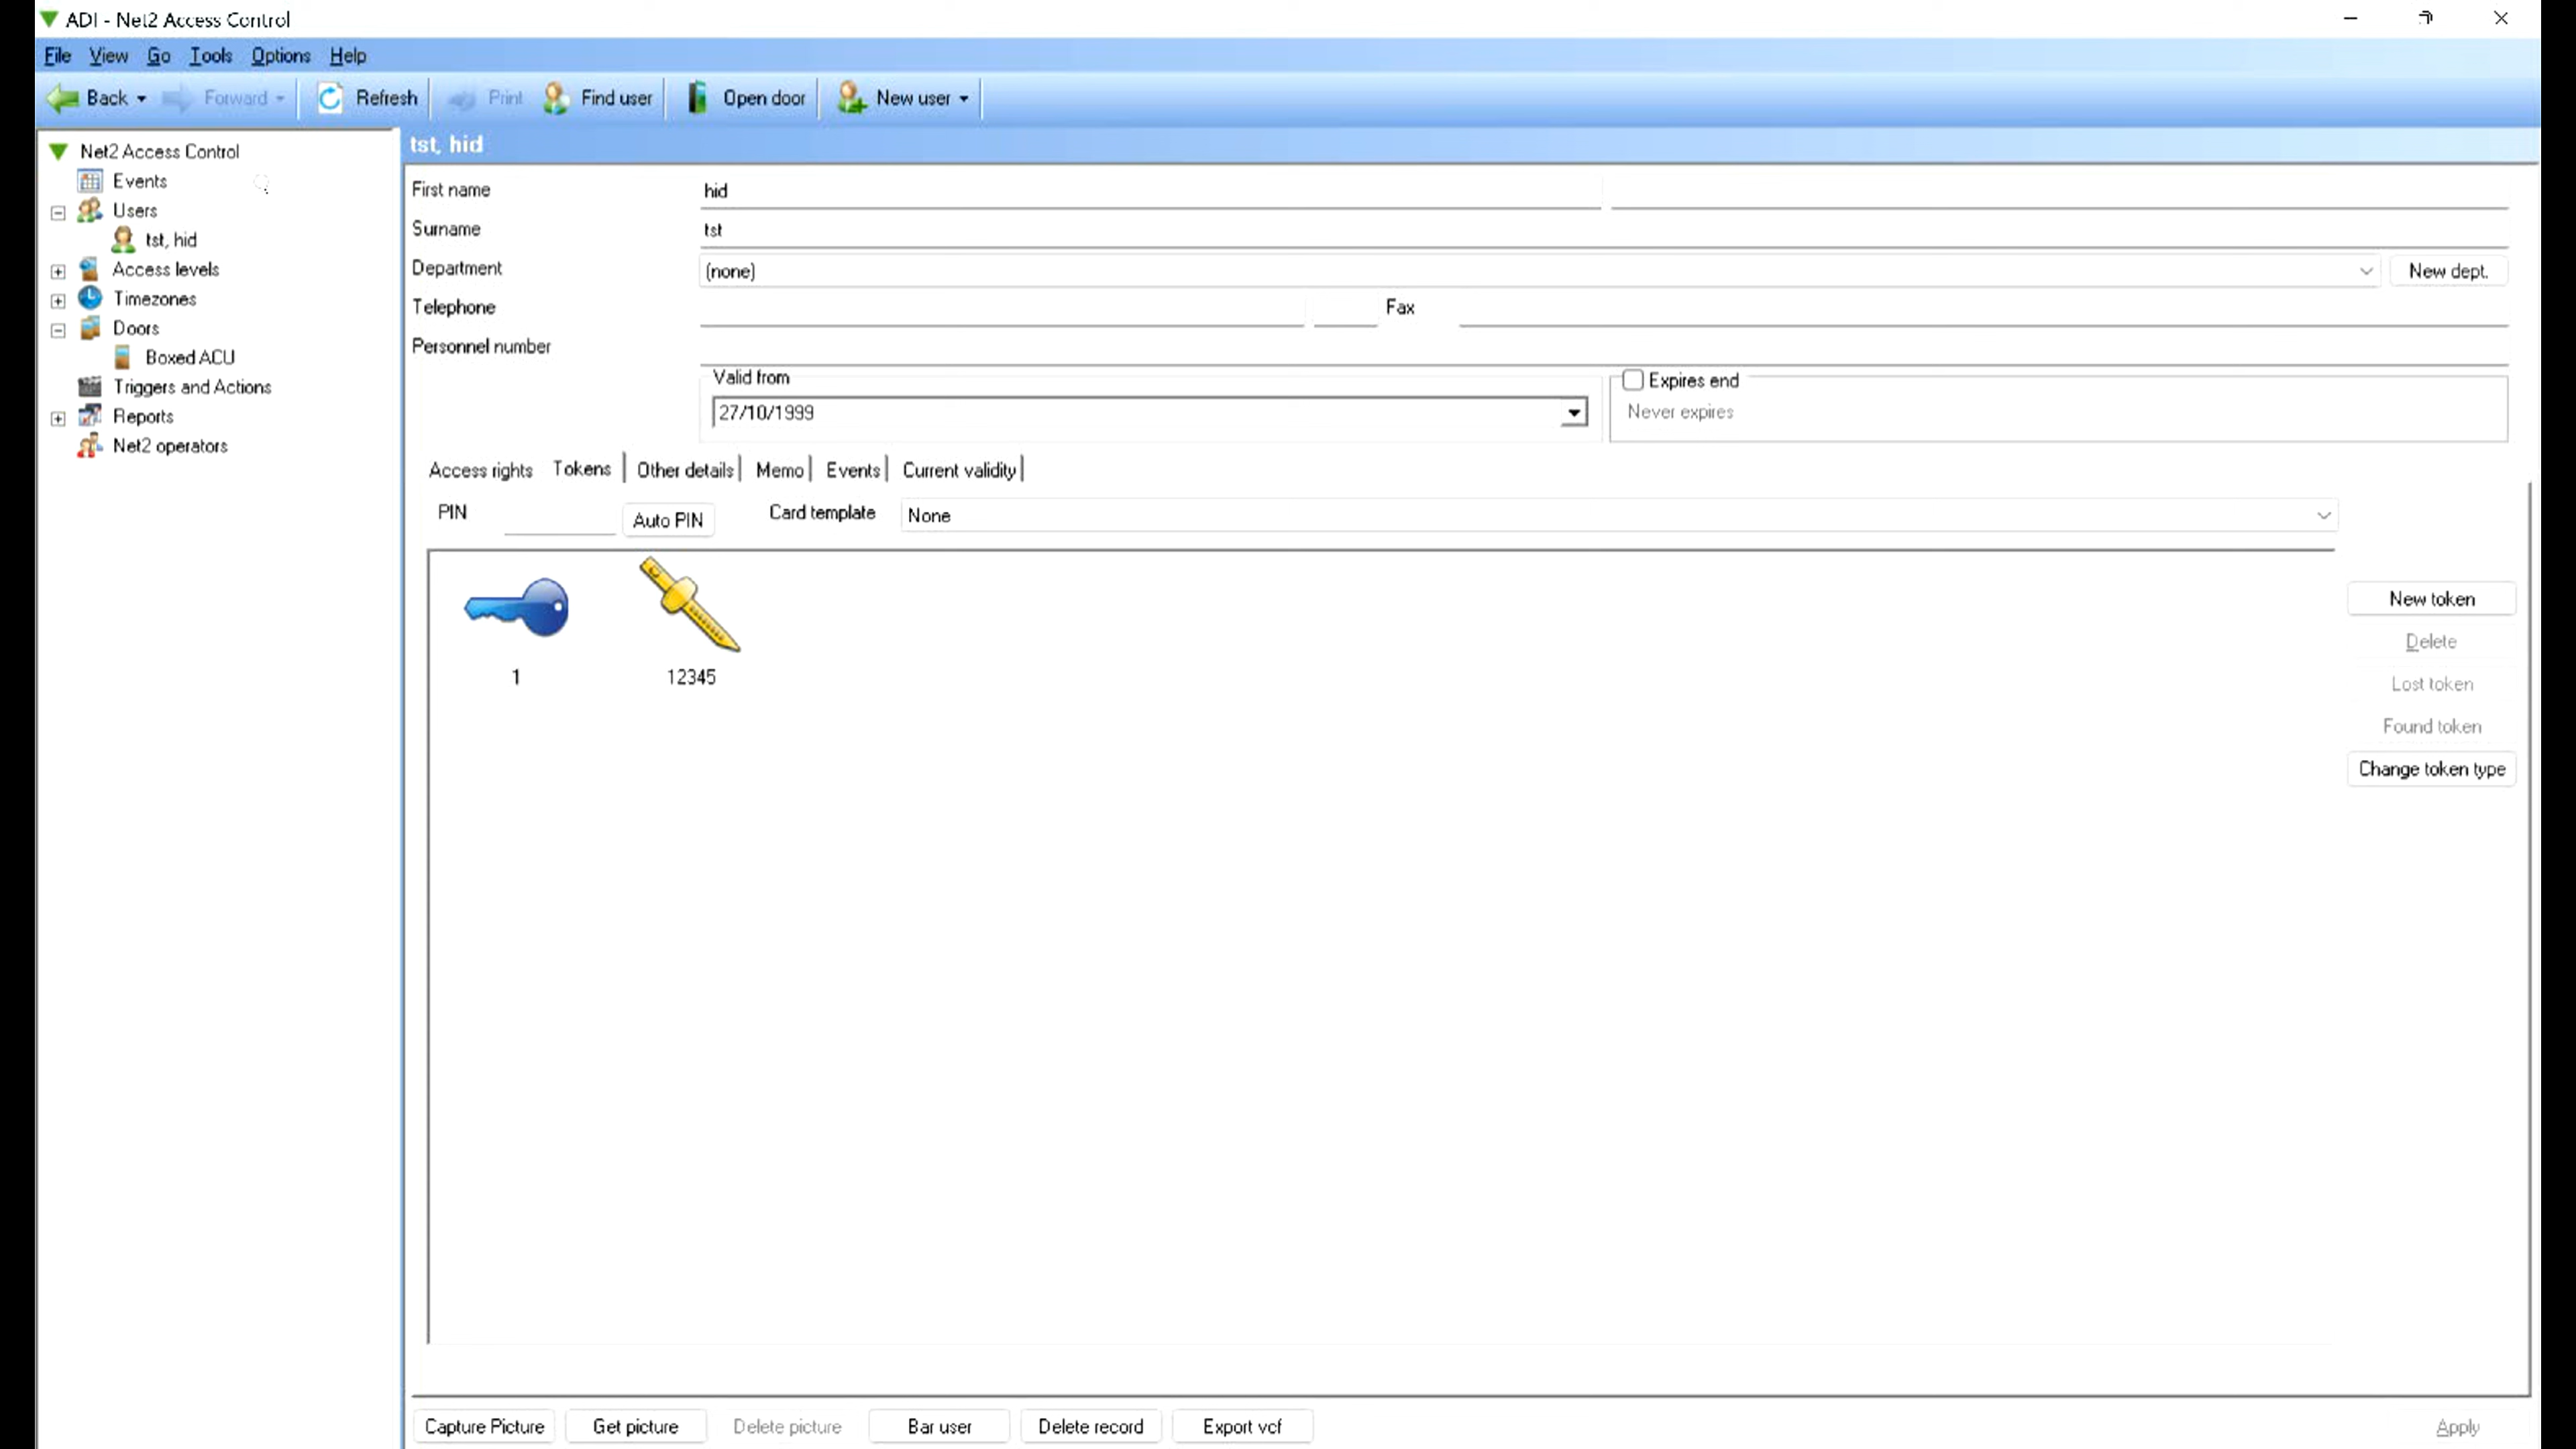 ADI - Net2 Access Control
File View Go Tools Options Help
Back Forward Refresh Print Find user Open door New user
Net2 Access Control
Events
Users
tst, hid
Access levels
Timezones
Doors
Boxed ACU
Triggers and Actions
Reports
Net2 operators
tst, hid
First name hid
Surname tst
Department (none) New dept.
Telephone Fax
Personnel number
Valid from Expires end
27/10/1999 Never expires
Access rights Tokens Other details Memo Events Current validity
PIN Auto PIN Card template None
1 12345
New token
Delete
Lost token
Found token
Change token type
Capture Picture Get picture Delete picture Bar user Delete record Export vcf Apply